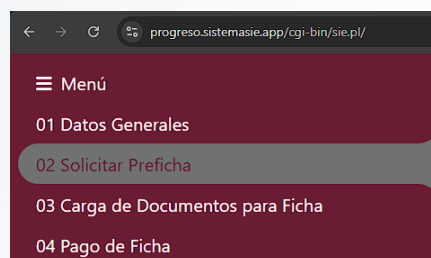 progreso.sistemasie.app/cgi-bin/sie.pl/
Menú
01 Datos Generales
02 Solicitar Preficha
03 Carga de Documentos para Ficha
04 Pago de Ficha